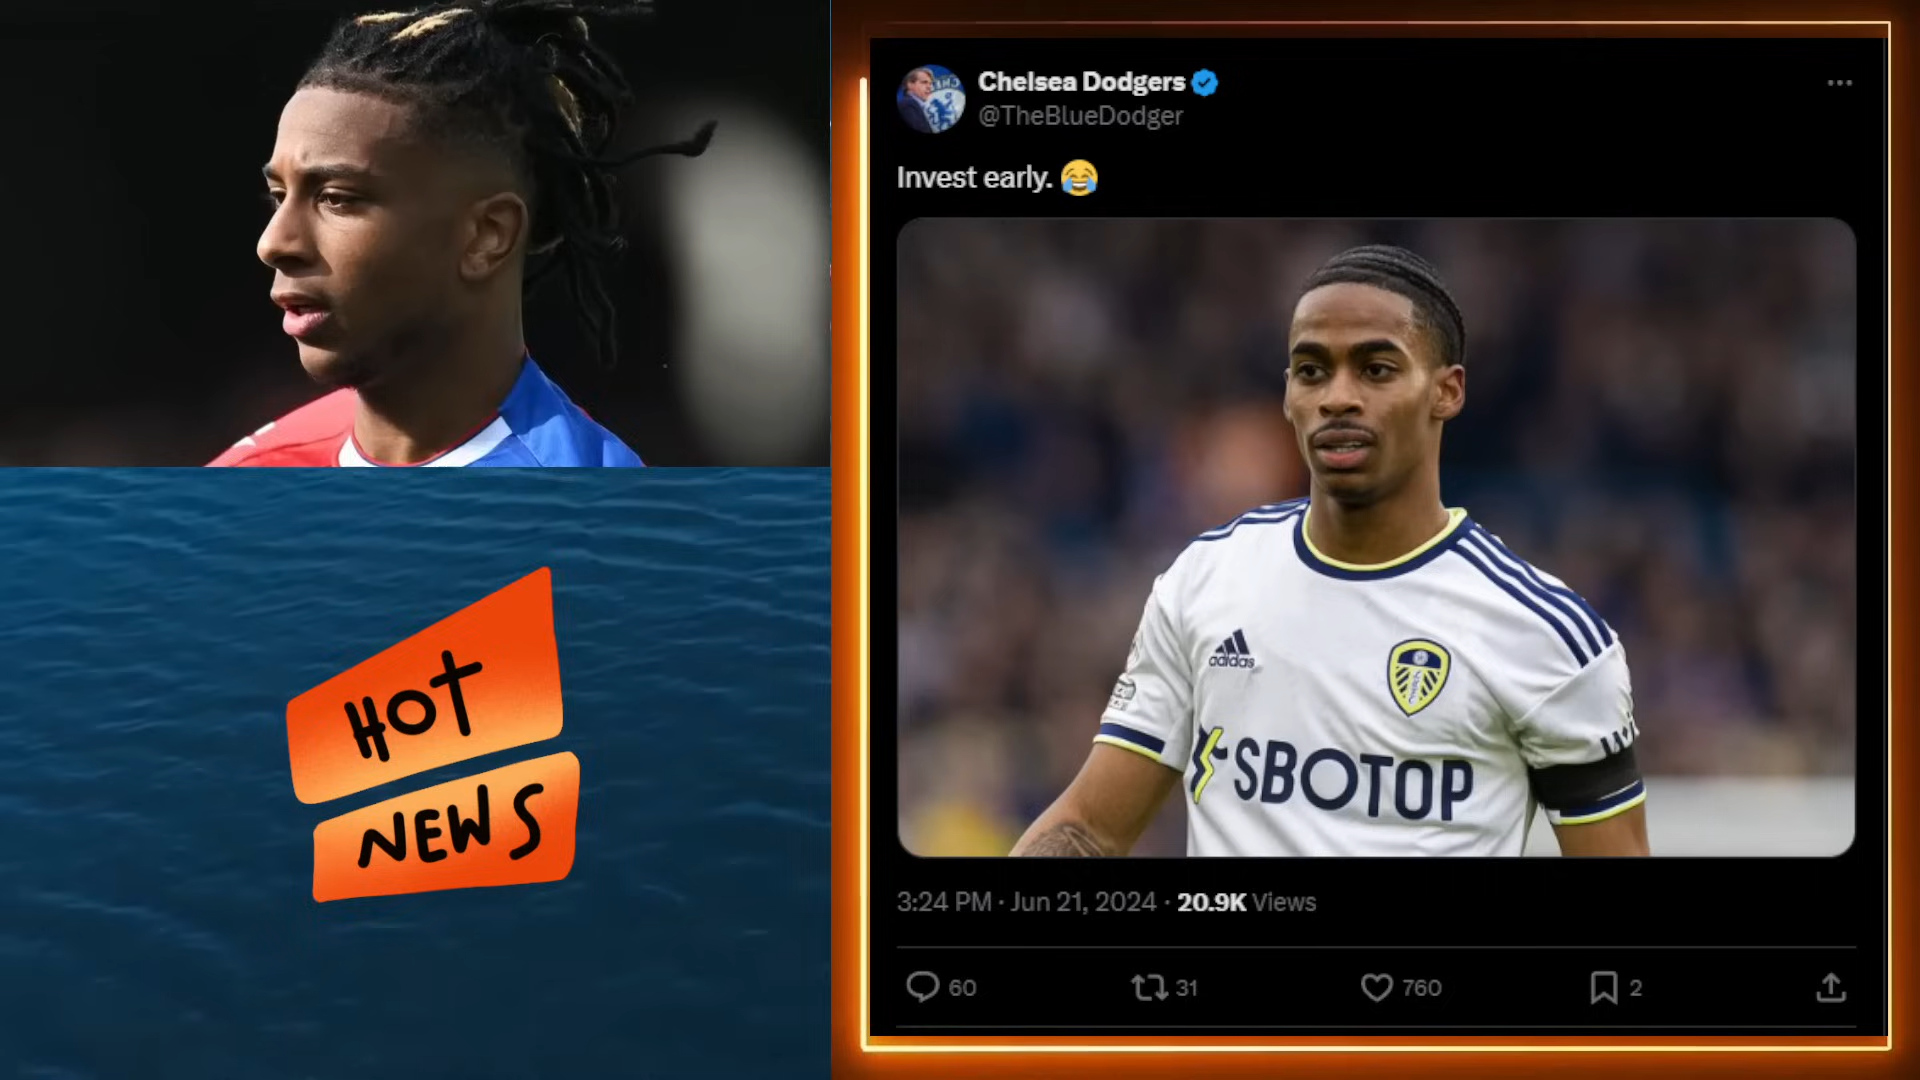 HOT
NEWS
Chelsea Dodgers
@TheBlueDodger
Invest early. 😂
adidas
SBOTOP
3:24 PM · Jun 21, 2024 · 20.9K Views
60 31 760 2